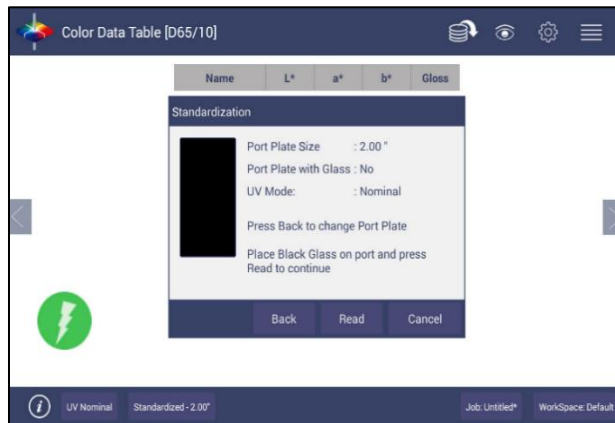 Color Data Table [D65/10]
Name L* a* b* Gloss
Standardization
Port Plate Size : 2.00 "
Port Plate with Glass : No
UV Mode: : Nominal
Press Back to change Port Plate
Place Black Glass on port and press
Read to continue
Back Read Cancel
i UV Nominal Standardized - 2.00" Job: Untitled* WorkSpace: Default